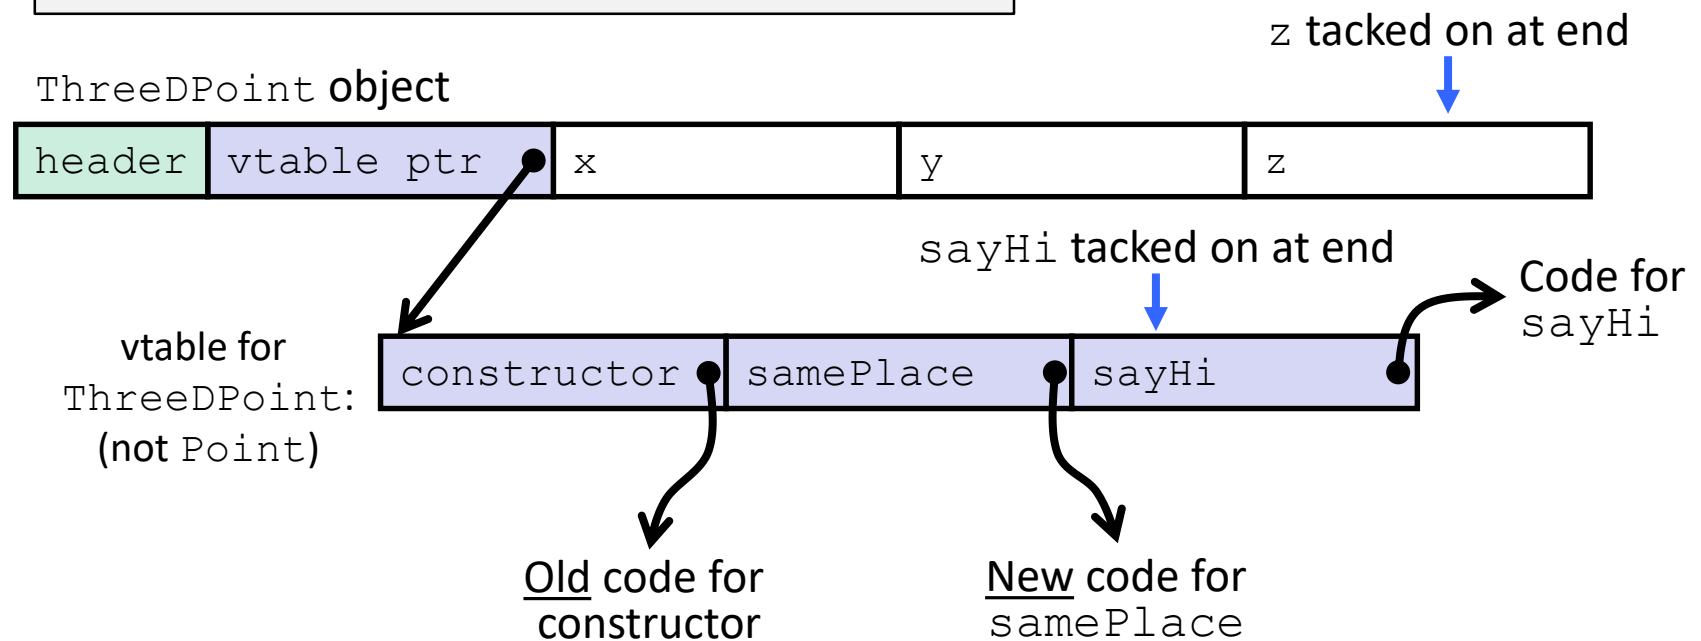 z tacked on at end
ThreeDPoint object
header vtable ptr x y z
sayHi tacked on at end
Code for
sayHi
vtable for
ThreeDPoint:
(not Point)
constructor samePlace sayHi
Old code for
constructor
New code for
samePlace